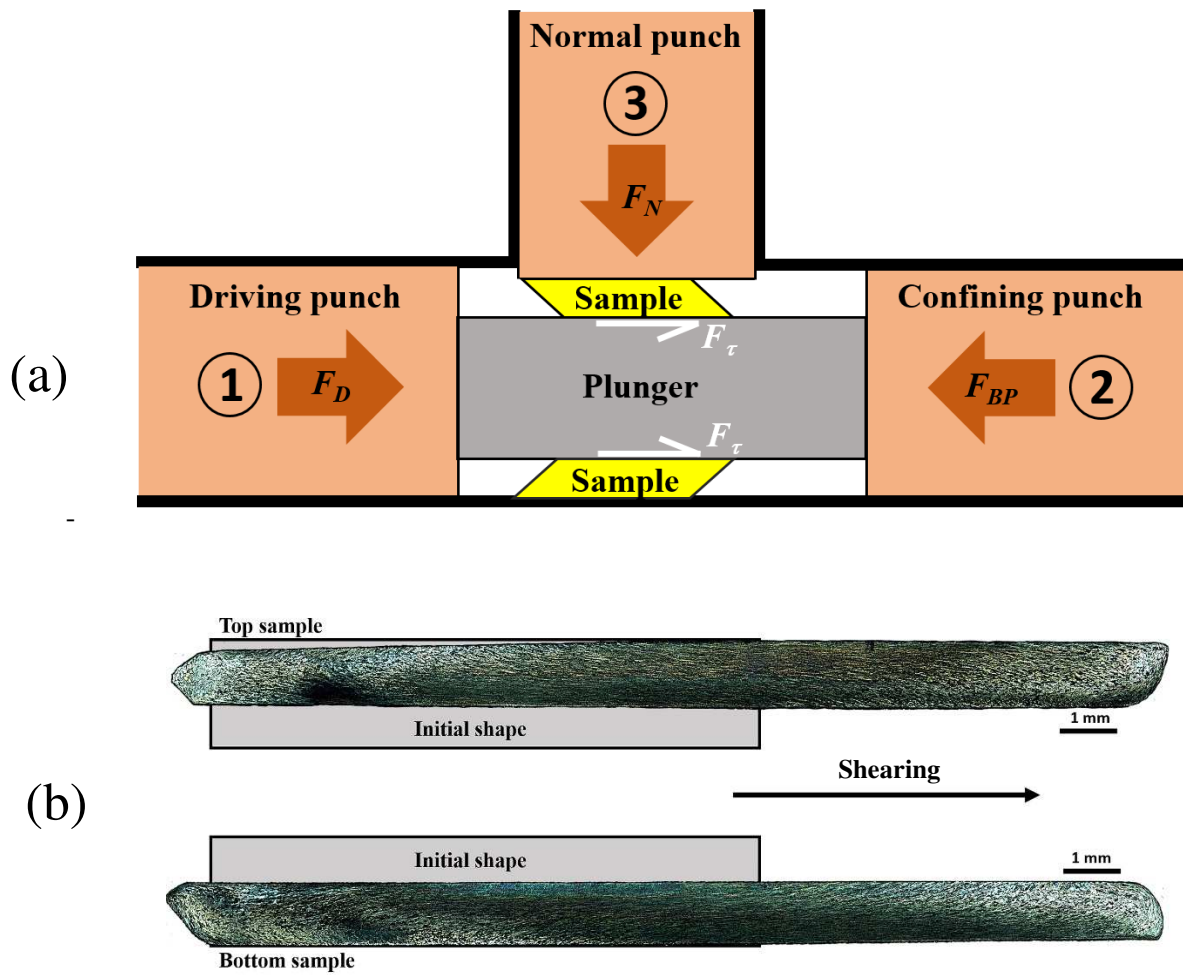 Normal punch
③
F_N
Driving punch
Sample
Confining punch
F_τ
(a)
①
F_D
Plunger
F_BP
②
F_τ
Sample
-
Top sample
Initial shape
1 mm
Shearing
(b)
Initial shape
1 mm
Bottom sample